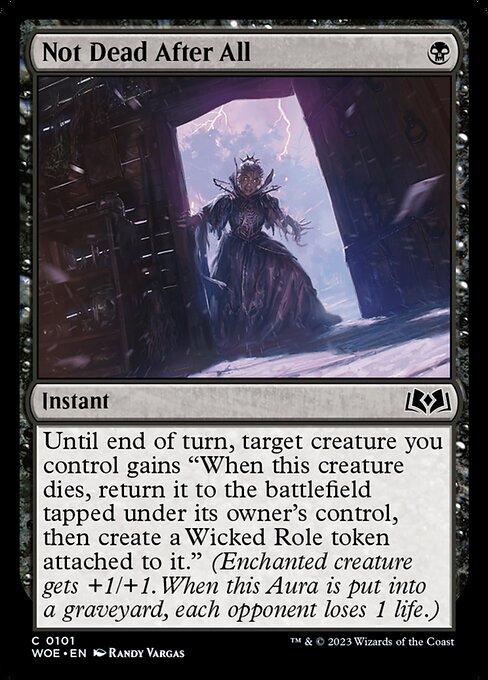 Not Dead After All
Instant
Until end of turn, target creature you
control gains “When this creature
dies, return it to the battlefield
tapped under its owner’s control,
then create a Wicked Role token
attached to it.” (Enchanted creature
gets +1/+1. When this Aura is put into
a graveyard, each opponent loses 1 life.)
C 0101
WOE • EN RANDY VARGAS
™ & © 2023 Wizards of the Coast